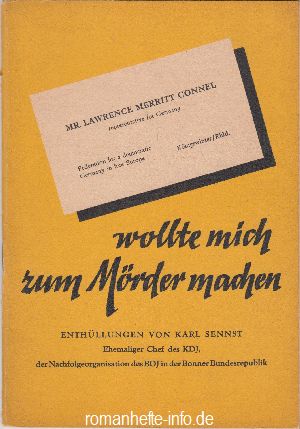 MR. LAWRENCE MERRITT CONNEL
representative for Germany
Federation for a democratic
Germany in free Europe
Königswinter/Rhld.
wollte mich
zum Mörder machen
ENTHÜLLUNGEN VON KARL SENNST
Ehemaliger Chef des KDJ,
der Nachfolgeorganisation des BDJ in der Bonner Bundesrepublik
romanhefte-info.de